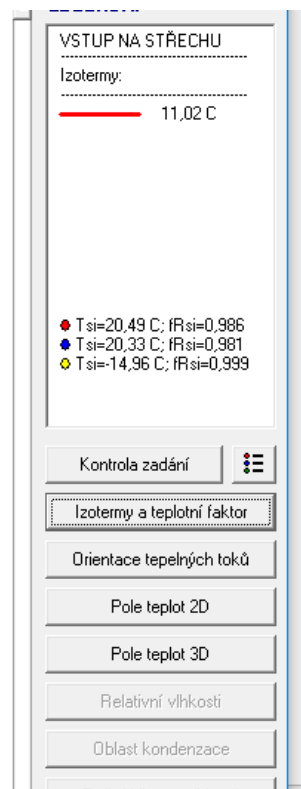 VSTUP NA STŘECHU
Izotermy:
11,02 C
Tsi=20,49 C; fRsi=0,986
Tsi=20,33 C; fRsi=0,981
Tsi=-14,96 C; fRsi=0,999
Kontrola zadání
Izotermy a teplotní faktor
Orientace tepelných toků
Pole teplot 2D
Pole teplot 3D
Relativní vlhkosti
Oblast kondenzace